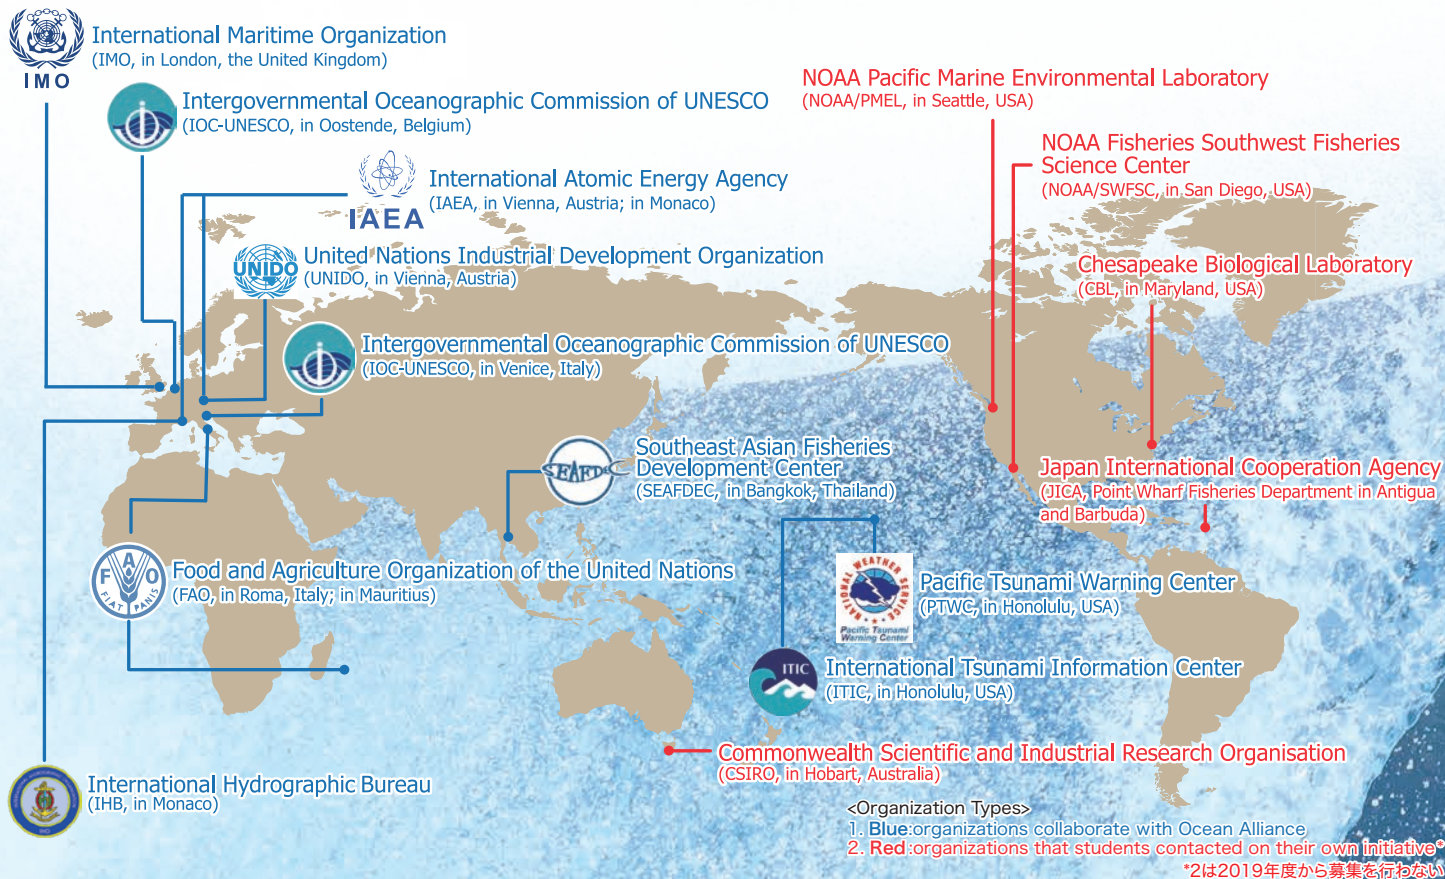 IMO
International Maritime Organization
(IMO, in London, the United Kingdom)
Intergovernmental Oceanographic Commission of UNESCO
(IOC-UNESCO, in Oostende, Belgium)
IAEA
International Atomic Energy Agency
(IAEA, in Vienna, Austria; in Monaco)
UNIDO
United Nations Industrial Development Organization
(UNIDO, in Vienna, Austria)
Intergovernmental Oceanographic Commission of UNESCO
(IOC-UNESCO, in Venice, Italy)
NOAA Pacific Marine Environmental Laboratory
(NOAA/PMEL, in Seattle, USA)
NOAA Fisheries Southwest Fisheries
Science Center
(NOAA/SWFSC, in San Diego, USA)
Chesapeake Biological Laboratory
(CBL, in Maryland, USA)
SEAFDEC
Southeast Asian Fisheries
Development Center
(SEAFDEC, in Bangkok, Thailand)
Japan International Cooperation Agency
(JICA, Point Wharf Fisheries Department in Antigua
and Barbuda)
FAO
FIAT PANIS
Food and Agriculture Organization of the United Nations
(FAO, in Roma, Italy; in Mauritius)
NATIONAL WEATHER SERVICE
Pacific Tsunami
Warning Center
Pacific Tsunami Warning Center
(PTWC, in Honolulu, USA)
ITIC
International Tsunami Information Center
(ITIC, in Honolulu, USA)
Commonwealth Scientific and Industrial Research Organisation
(CSIRO, in Hobart, Australia)
International Hydrographic Bureau
(IHB, in Monaco)
<Organization Types>
1. Blue:organizations collaborate with Ocean Alliance
2. Red:organizations that students contacted on their own initiative*
*2は2019年度から募集を行わない